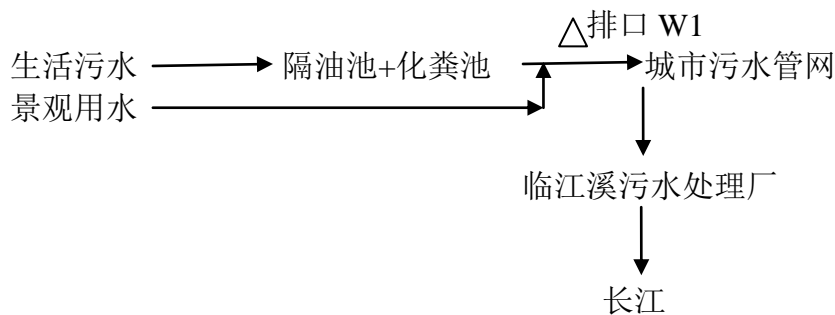 排口 W1
生活污水
隔油池+化粪池
城市污水管网
景观用水
临江溪污水处理厂
长江